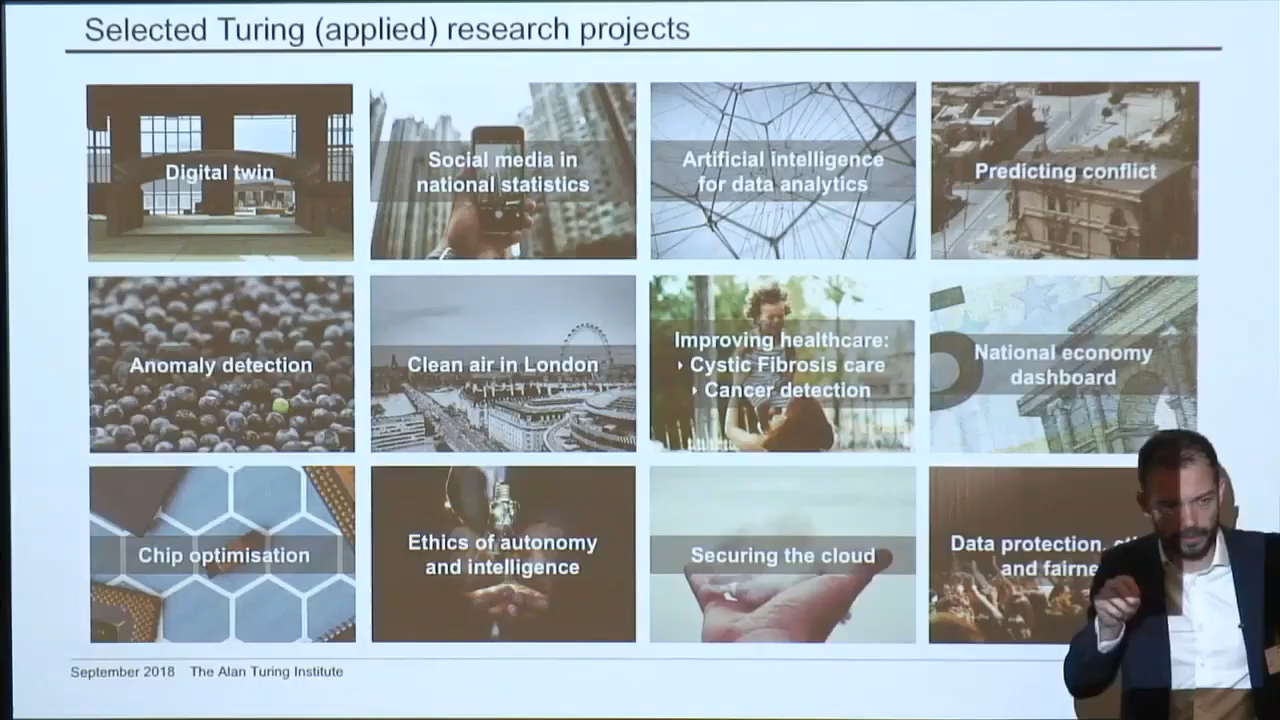 Selected Turing (applied) research projects
Digital twin
Social media in
national statistics
Artificial intelligence
for data analytics
Predicting conflict
Anomaly detection
Clean air in London
Improving healthcare:
‣ Cystic Fibrosis care
‣ Cancer detection
National economy
dashboard
Chip optimisation
Ethics of autonomy
and intelligence
Securing the cloud
Data protection,
and
September 2018 The Alan Turing Institute